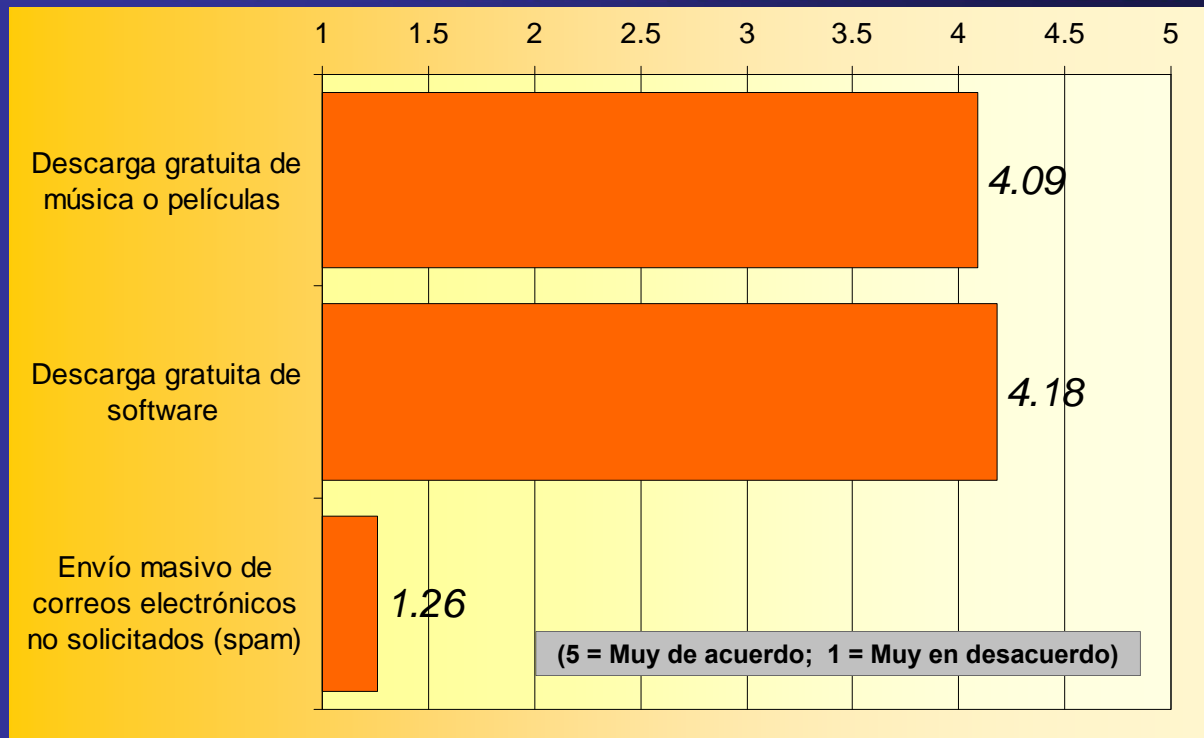 1 1.5 2 2.5 3 3.5 4 4.5 5
Descarga gratuita de
música o películas
4.09
Descarga gratuita de
software
4.18
Envío masivo de
correos electrónicos
no solicitados (spam)
1.26
(5 = Muy de acuerdo; 1 = Muy en desacuerdo)